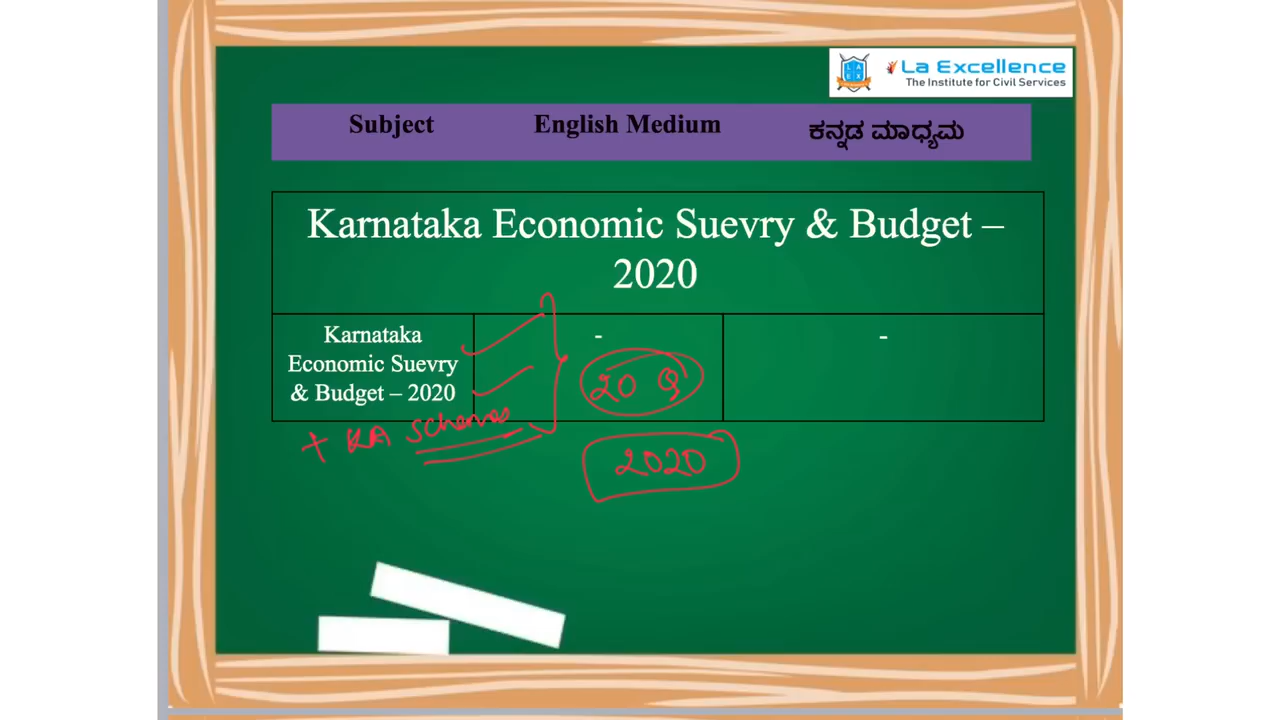 La Excellence
The Institute for Civil Services
Subject English Medium ಕನ್ನಡ ಮಾಧ್ಯಮ
Karnataka Economic Suevry & Budget –
2020
Karnataka
Economic Suevry
& Budget – 2020
-
-
20 Q
+ KA Schemes
2020